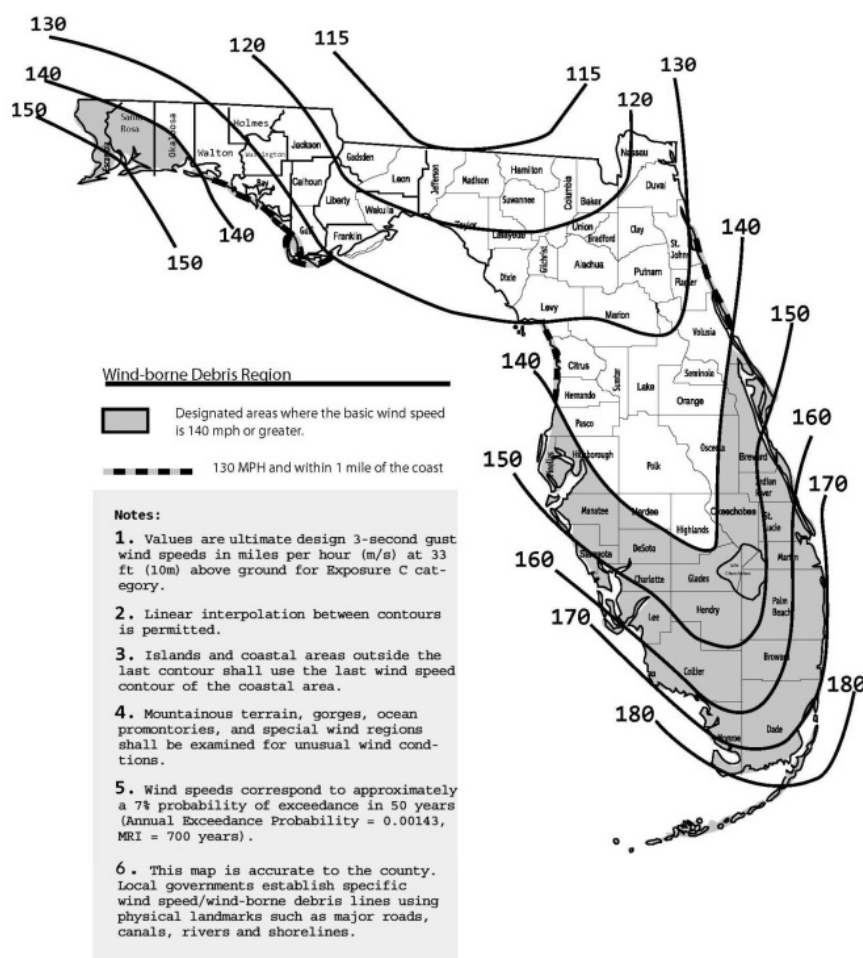 130
120
115
115
130
120
140
140
150
140
150
140
150
140
150
160
150
170
160
170
180
180
Santa
Rosa
Okaloosa
Walton
Holmes
Washington
Jackson
Bay
Calhoun
Gulf
Gadsden
Liberty
Leon
Wakulla
Franklin
Jefferson
Madison
Taylor
Hamilton
Suwannee
Lafayette
Columbia
Baker
Nassau
Duval
Union
Bradford
Clay
St.
Johns
Dixie
Gilchrist
Alachua
Putnam
Flagler
Levy
Marion
Volusia
Citrus
Sumter
Lake
Seminole
Hernando
Orange
Pasco
Hillsborough
Polk
Osceola
Brevard
Indian
River
Manatee
Hardee
Highlands
Okeechobee
St.
Lucie
Sarasota
DeSoto
Martin
Charlotte
Glades
Lee
Hendry
Palm
Beach
Collier
Broward
Monroe
Dade
Wind-borne Debris Region
Designated areas where the basic wind speed
is 140 mph or greater.
130 MPH and within 1 mile of the coast
Notes:
1. Values are ultimate design 3-second gust
wind speeds in miles per hour (m/s) at 33
ft (10m) above ground for Exposure C cat-
egory.
2. Linear interpolation between contours
is permitted.
3. Islands and coastal areas outside the
last contour shall use the last wind speed
contour of the coastal area.
4. Mountainous terrain, gorges, ocean
promontories, and special wind regions
shall be examined for unusual wind cond-
tions.
5. Wind speeds correspond to approximately
a 7% probability of exceedance in 50 years
(Annual Exceedance Probability = 0.00143,
MRI = 700 years).
6. This map is accurate to the county.
Local governments establish specific
wind speed/wind-borne debris lines using
physical landmarks such as major roads,
canals, rivers and shorelines.